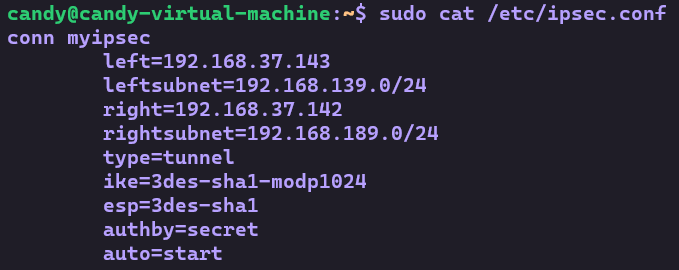 candy@candy-virtual-machine:~$ sudo cat /etc/ipsec.conf
conn myipsec
        left=192.168.37.143
        leftsubnet=192.168.139.0/24
        right=192.168.37.142
        rightsubnet=192.168.189.0/24
        type=tunnel
        ike=3des-sha1-modp1024
        esp=3des-sha1
        authby=secret
        auto=start